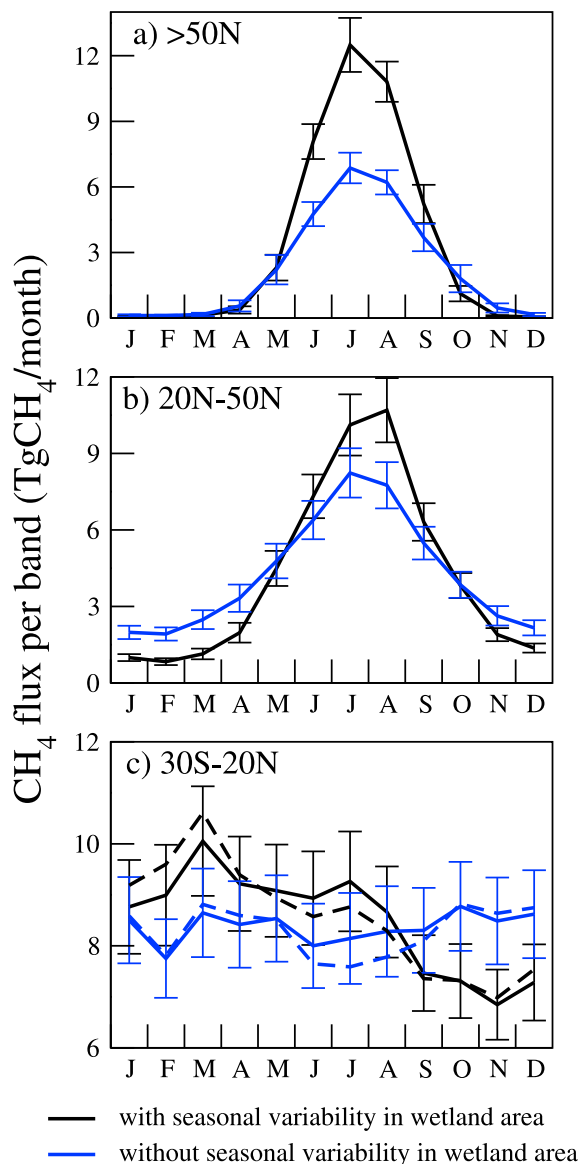 CH₄ flux per band (TgCH₄/month)
a) >50N
12
9
6
3
0
J F M A M J J A S O N D
b) 20N-50N
12
9
6
3
0
J F M A M J J A S O N D
c) 30S-20N
12
10
8
6
J F M A M J J A S O N D
with seasonal variability in wetland area
without seasonal variability in wetland area